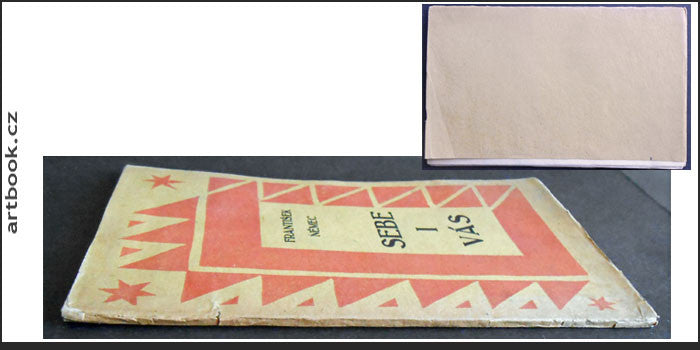 artbook.cz
FRANTIŠEK
NĚMEC
SEBE
I
VÁS